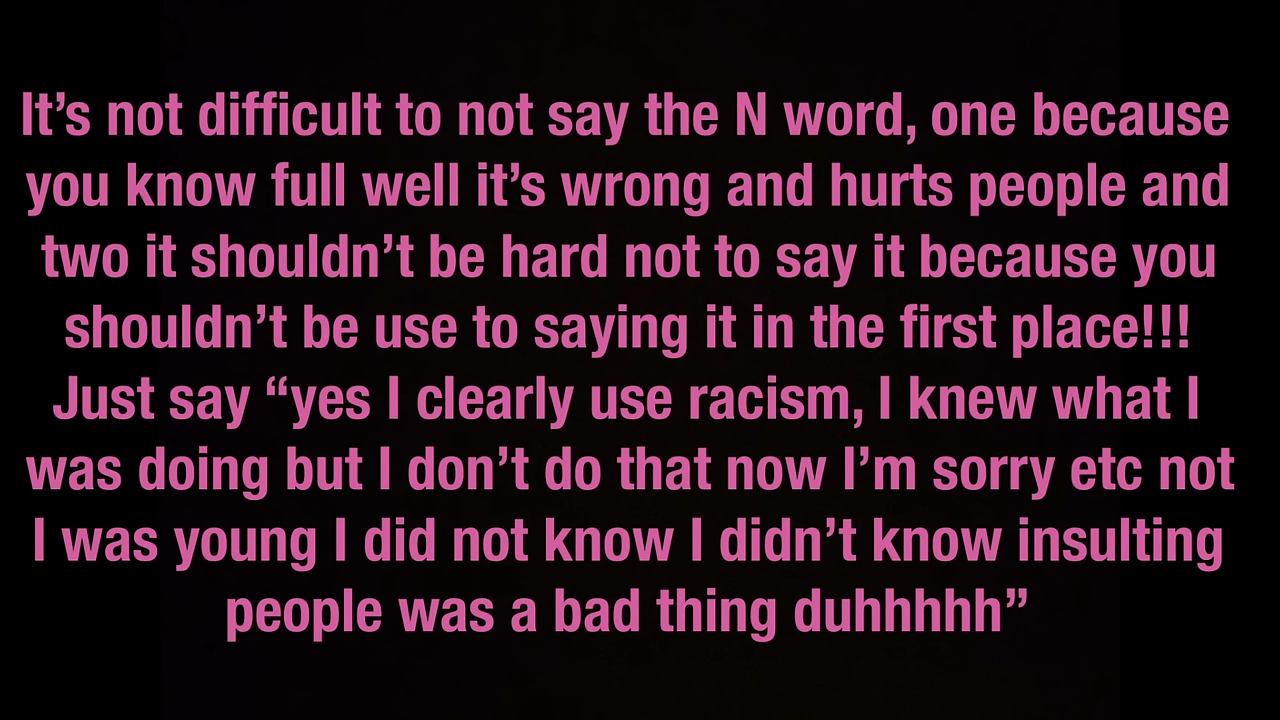 It’s not difficult to not say the N word, one because
you know full well it’s wrong and hurts people and
two it shouldn’t be hard not to say it because you
shouldn’t be use to saying it in the first place!!!
Just say “yes I clearly use racism, I knew what I
was doing but I don’t do that now I’m sorry etc not
I was young I did not know I didn’t know insulting
people was a bad thing duhhhhh”